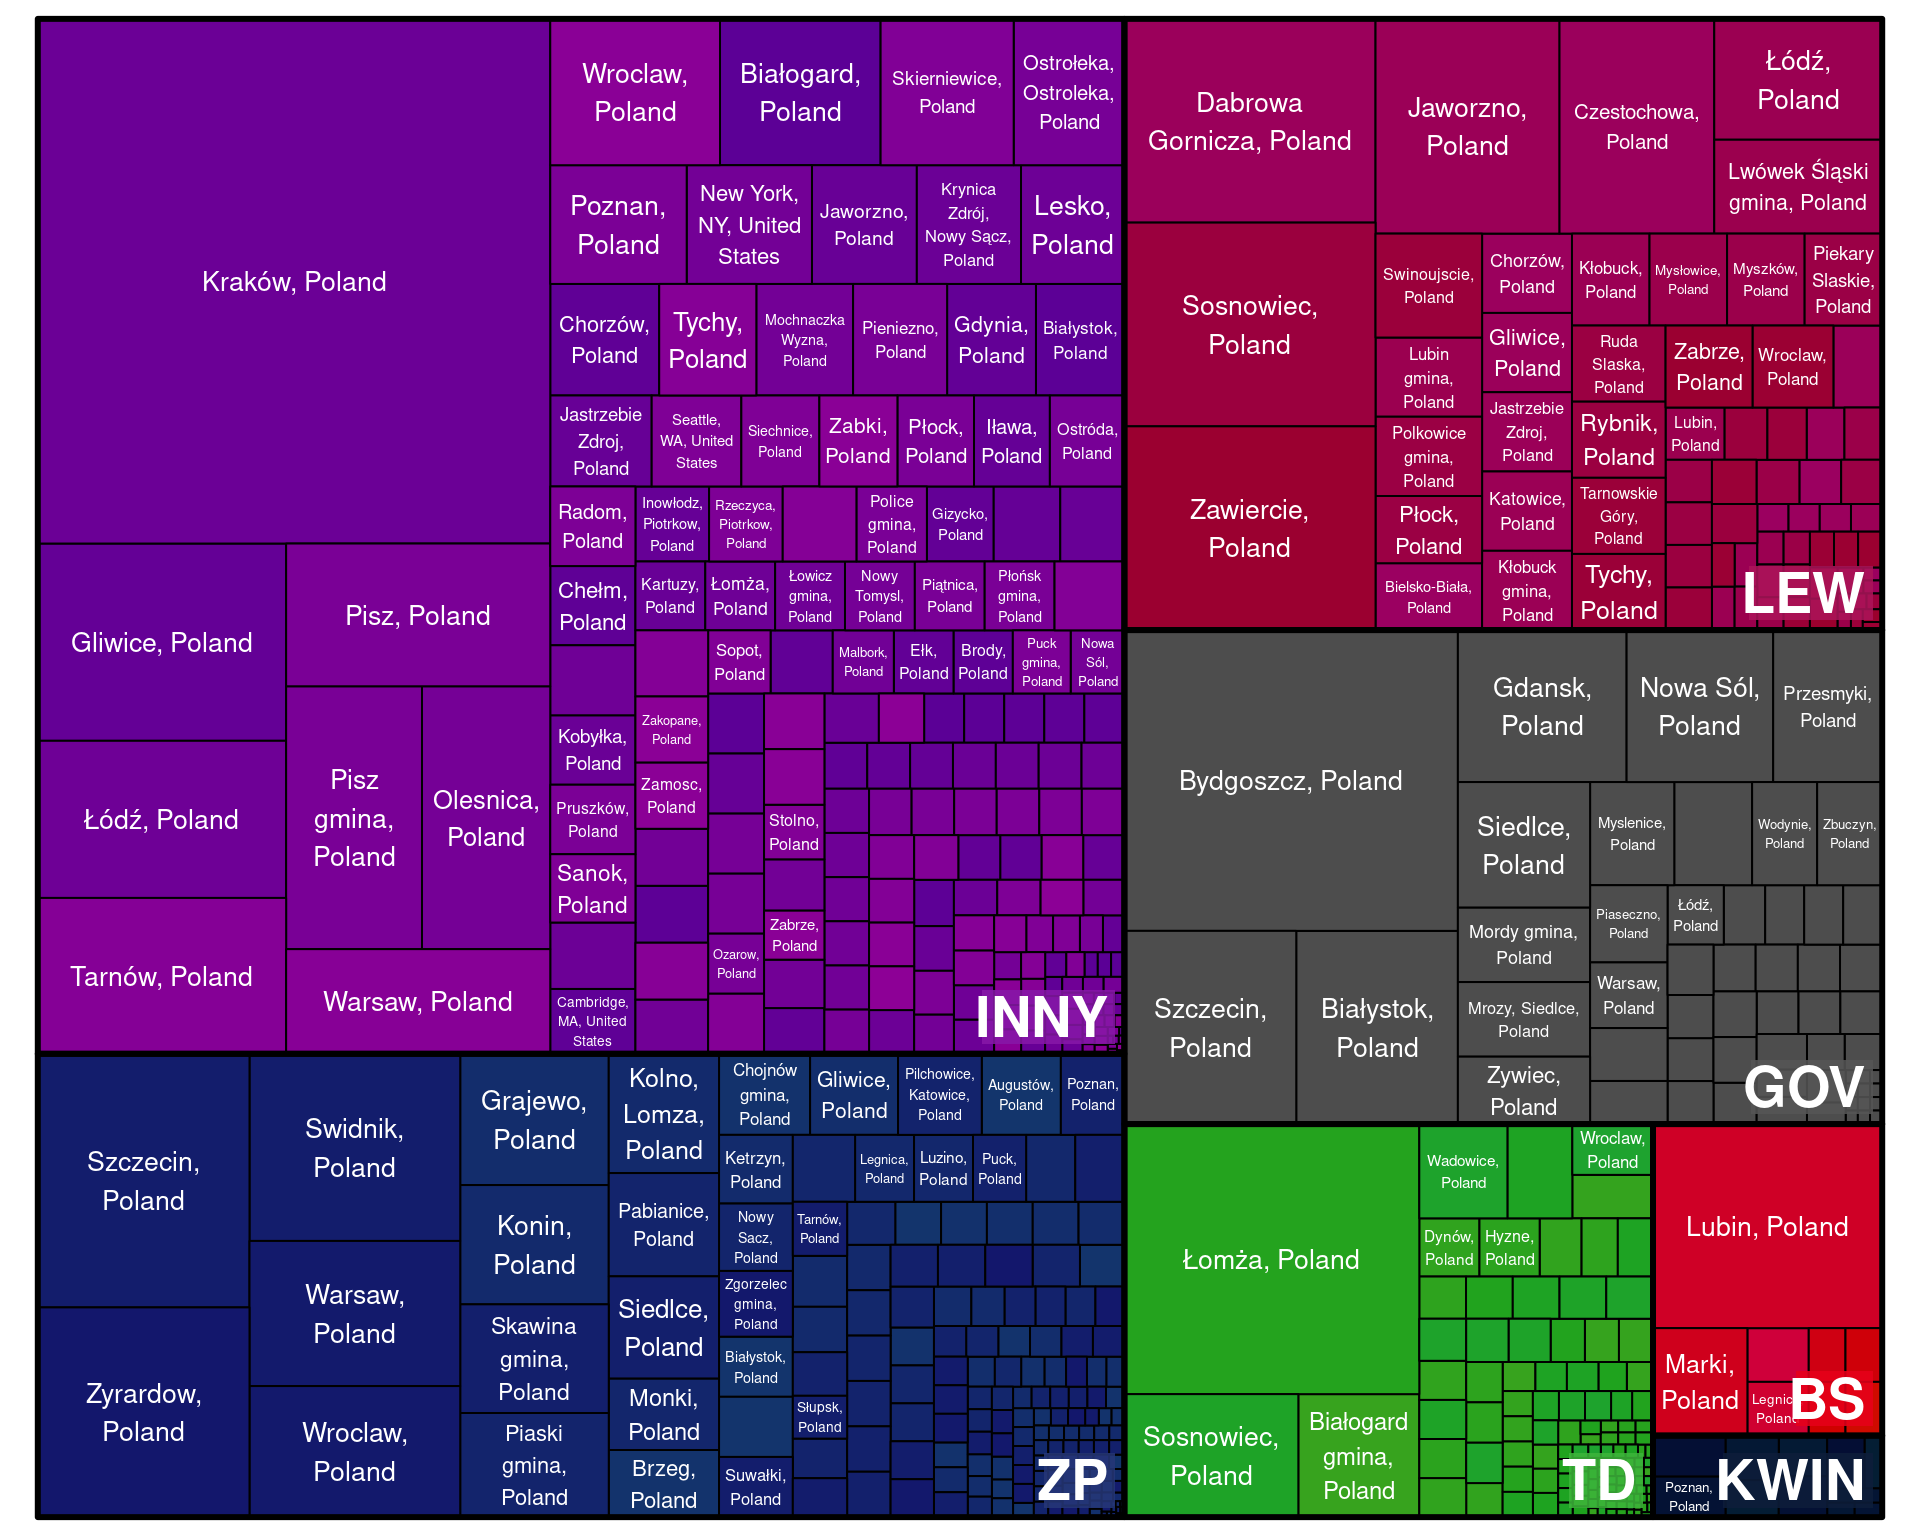 Kraków, Poland
Gliwice, Poland
Łódź, Poland
Tarnów, Poland
Pisz, Poland
Pisz
gmina,
Poland
Olesnica,
Poland
Warsaw, Poland
Wroclaw,
Poland
Białogard,
Poland
Skierniewice,
Poland
Ostrołeka,
Ostroleka,
Poland
Poznan,
Poland
New York,
NY, United
States
Jaworzno,
Poland
Krynica
Zdrój,
Nowy Sącz,
Poland
Lesko,
Poland
Chorzów,
Poland
Tychy,
Poland
Mochnaczka
Wyzna,
Poland
Pieniezno,
Poland
Gdynia,
Poland
Białystok,
Poland
Jastrzebie
Zdroj,
Poland
Seattle,
WA, United
States
Siechnice,
Poland
Zabki,
Poland
Płock,
Poland
Iława,
Poland
Ostróda,
Poland
Radom,
Poland
Inowłodz,
Piotrkow,
Poland
Rzeczyca,
Piotrkow,
Poland
Police
gmina,
Poland
Gizycko,
Poland
Chełm,
Poland
Kartuzy,
Poland
Łomża,
Poland
Łowicz
gmina,
Poland
Nowy
Tomysl,
Poland
Piątnica,
Poland
Płońsk
gmina,
Poland
Sopot,
Poland
Malbork,
Poland
Ełk,
Poland
Brody,
Poland
Puck
gmina,
Poland
Nowa
Sól,
Poland
Kobyłka,
Poland
Zakopane,
Poland
Pruszków,
Poland
Zamosc,
Poland
Stolno,
Poland
Sanok,
Poland
Zabrze,
Poland
Ozarow,
Poland
Cambridge,
MA, United
States
INNY
Dabrowa
Gornicza, Poland
Sosnowiec,
Poland
Zawiercie,
Poland
Jaworzno,
Poland
Czestochowa,
Poland
Łódź,
Poland
Lwówek Śląski
gmina, Poland
Swinoujscie,
Poland
Chorzów,
Poland
Kłobuck,
Poland
Mysłowice,
Poland
Myszków,
Poland
Piekary
Slaskie,
Poland
Lubin
gmina,
Poland
Gliwice,
Poland
Ruda
Slaska,
Poland
Zabrze,
Poland
Wroclaw,
Poland
Polkowice
gmina,
Poland
Jastrzebie
Zdroj,
Poland
Rybnik,
Poland
Lubin,
Poland
Płock,
Poland
Katowice,
Poland
Tarnowskie
Góry,
Poland
Bielsko-Biała,
Poland
Kłobuck
gmina,
Poland
Tychy,
Poland
LEW
Bydgoszcz, Poland
Szczecin,
Poland
Białystok,
Poland
Gdansk,
Poland
Nowa Sól,
Poland
Przesmyki,
Poland
Siedlce,
Poland
Myslenice,
Poland
Wodynie,
Poland
Zbuczyn,
Poland
Mordy gmina,
Poland
Piaseczno,
Poland
Łódź,
Poland
Mrozy, Siedlce,
Poland
Warsaw,
Poland
Zywiec,
Poland
GOV
Szczecin,
Poland
Zyrardow,
Poland
Swidnik,
Poland
Warsaw,
Poland
Wroclaw,
Poland
Grajewo,
Poland
Konin,
Poland
Skawina
gmina,
Poland
Piaski
gmina,
Poland
Kolno,
Lomza,
Poland
Pabianice,
Poland
Siedlce,
Poland
Monki,
Poland
Brzeg,
Poland
Chojnów
gmina,
Poland
Gliwice,
Poland
Pilchowice,
Katowice,
Poland
Augustów,
Poland
Poznan,
Poland
Ketrzyn,
Poland
Legnica,
Poland
Luzino,
Poland
Puck,
Poland
Nowy
Sacz,
Poland
Tarnów,
Poland
Zgorzelec
gmina,
Poland
Białystok,
Poland
Słupsk,
Poland
Suwałki,
Poland
ZP
Łomża, Poland
Sosnowiec,
Poland
Białogard
gmina,
Poland
Wadowice,
Poland
Wroclaw,
Poland
Dynów,
Poland
Hyzne,
Poland
TD
Lubin, Poland
Marki,
Poland
Legnic
Poland
BS
Poznan,
Poland
KWIN